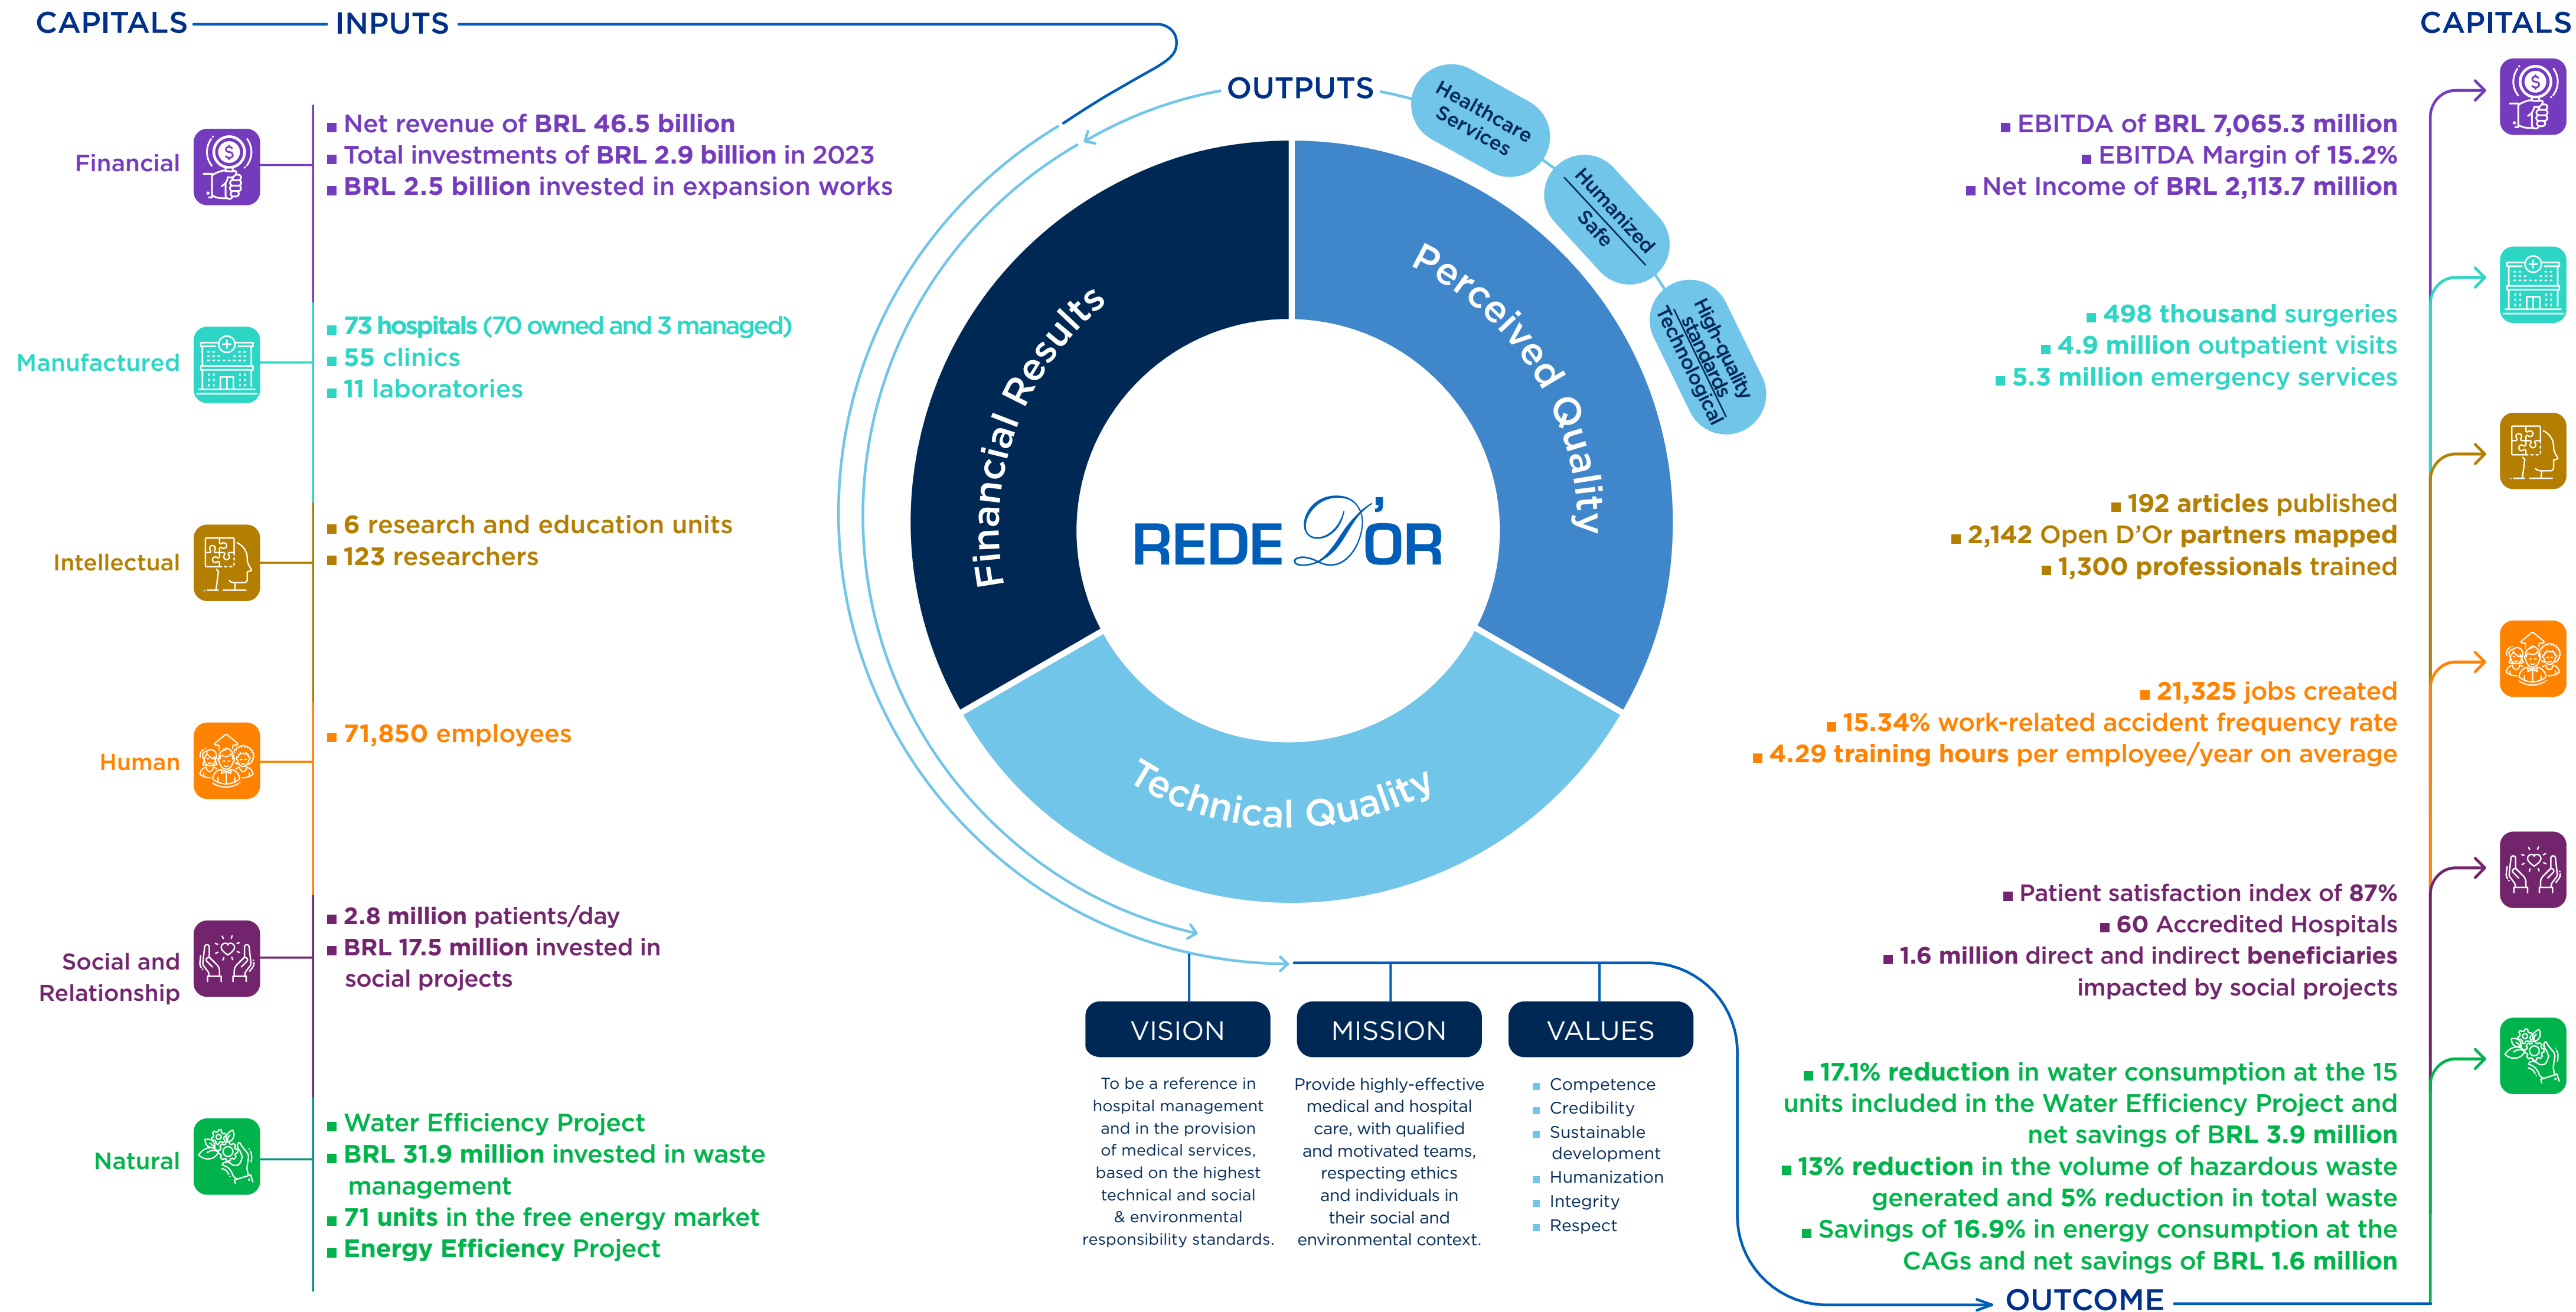 CAPITALS
INPUTS
Financial
Net revenue of BRL 46.5 billion
Total investments of BRL 2.9 billion in 2023
BRL 2.5 billion invested in expansion works
Manufactured
73 hospitals (70 owned and 3 managed)
55 clinics
11 laboratories
Intellectual
6 research and education units
123 researchers
Human
71,850 employees
Social and
Relationship
2.8 million patients/day
BRL 17.5 million invested in
social projects
Natural
Water Efficiency Project
BRL 31.9 million invested in waste
management
71 units in the free energy market
Energy Efficiency Project
OUTPUTS
Healthcare
Services
Humanized
Safe
High-quality
standards
Technological
Financial Results
Perceived Quality
Technical Quality
REDE D'OR
VISION
To be a reference in
hospital management
and in the provision
of medical services,
based on the highest
technical and social
& environmental
responsibility standards.
MISSION
Provide highly-effective
medical and hospital
care, with qualified
and motivated teams,
respecting ethics
and individuals in
their social and
environmental context.
VALUES
Competence
Credibility
Sustainable
development
Humanization
Integrity
Respect
CAPITALS
EBITDA of BRL 7,065.3 million
EBITDA Margin of 15.2%
Net Income of BRL 2,113.7 million
498 thousand surgeries
4.9 million outpatient visits
5.3 million emergency services
192 articles published
2,142 Open D’Or partners mapped
1,300 professionals trained
21,325 jobs created
15.34% work-related accident frequency rate
4.29 training hours per employee/year on average
Patient satisfaction index of 87%
60 Accredited Hospitals
1.6 million direct and indirect beneficiaries
impacted by social projects
17.1% reduction in water consumption at the 15
units included in the Water Efficiency Project and
net savings of BRL 3.9 million
13% reduction in the volume of hazardous waste
generated and 5% reduction in total waste
Savings of 16.9% in energy consumption at the
CAGs and net savings of BRL 1.6 million
OUTCOME